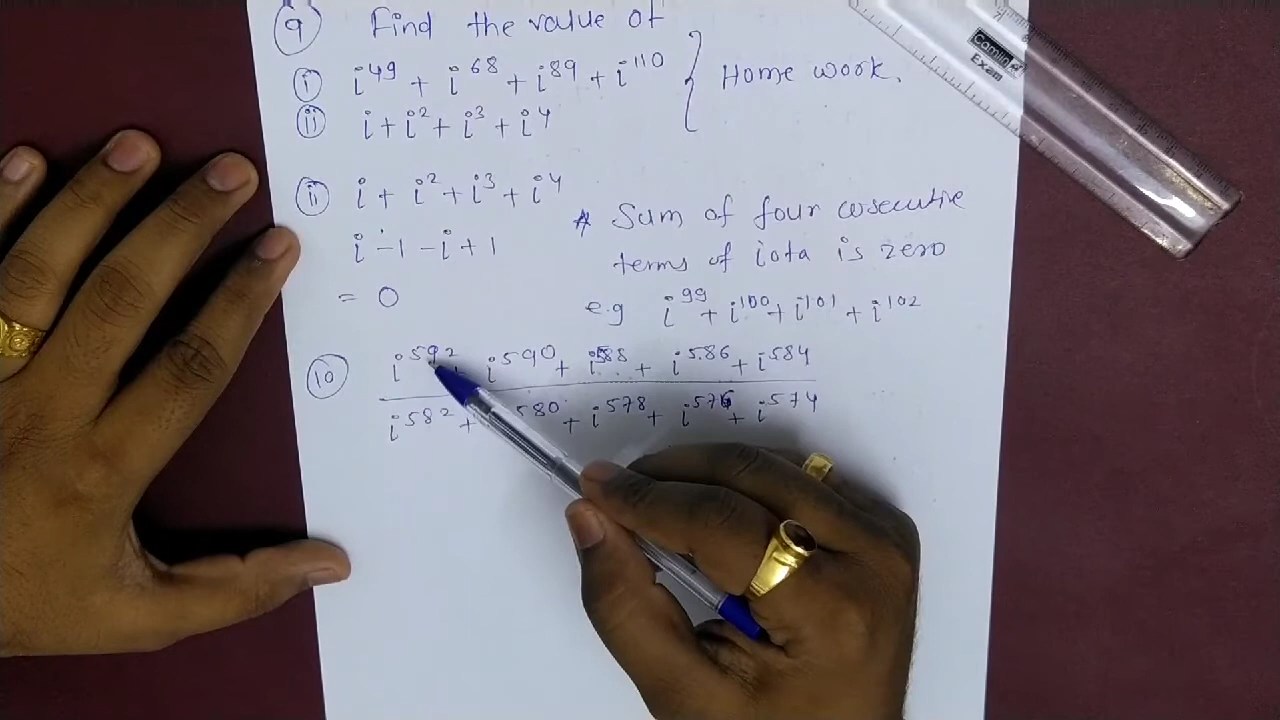 9 Find the value of
i) i^49 + i^68 + i^89 + i^110 } Home work.
ii) i + i^2 + i^3 + i^4
ii) i + i^2 + i^3 + i^4
i -1 -i +1
= 0
* Sum of four cosecutive
terms of iota is zero
e.g i^99 + i^100 + i^101 + i^102
10 i^592 + i^590 + i^588 + i^586 + i^584
i^582 + 580 + i^578 + i^576 + i^574
Camlin
Exam